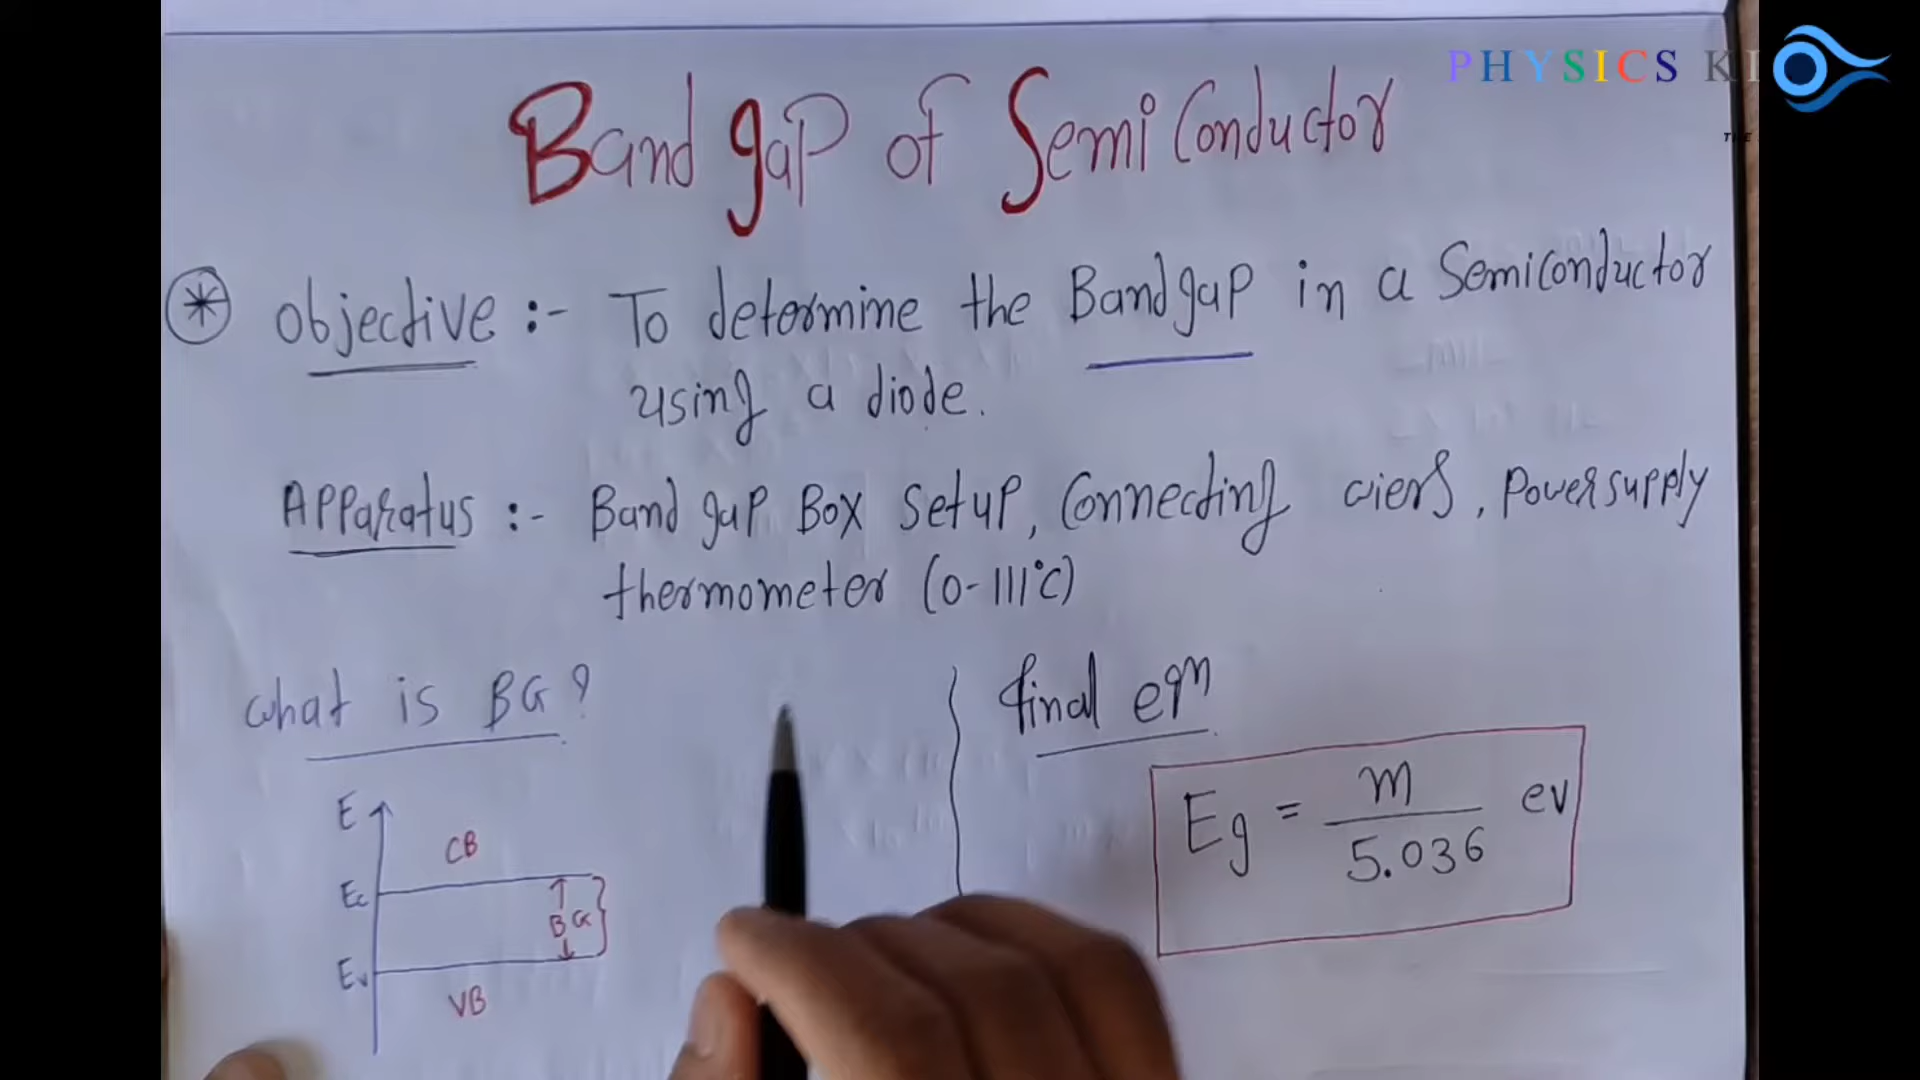 PHYSICS KI
THE
Band gap of Semi Conductor
* objective :- To determine the Bandgap in a Semiconductor
using a diode.
Apparatus :- Band gap Box setup, Connecting wiers, power supply
thermometer (0-111°C)
what is BG?
E
CB
Ec
BG
Ev
VB
final eqn
Eg = m / 5.036 ev